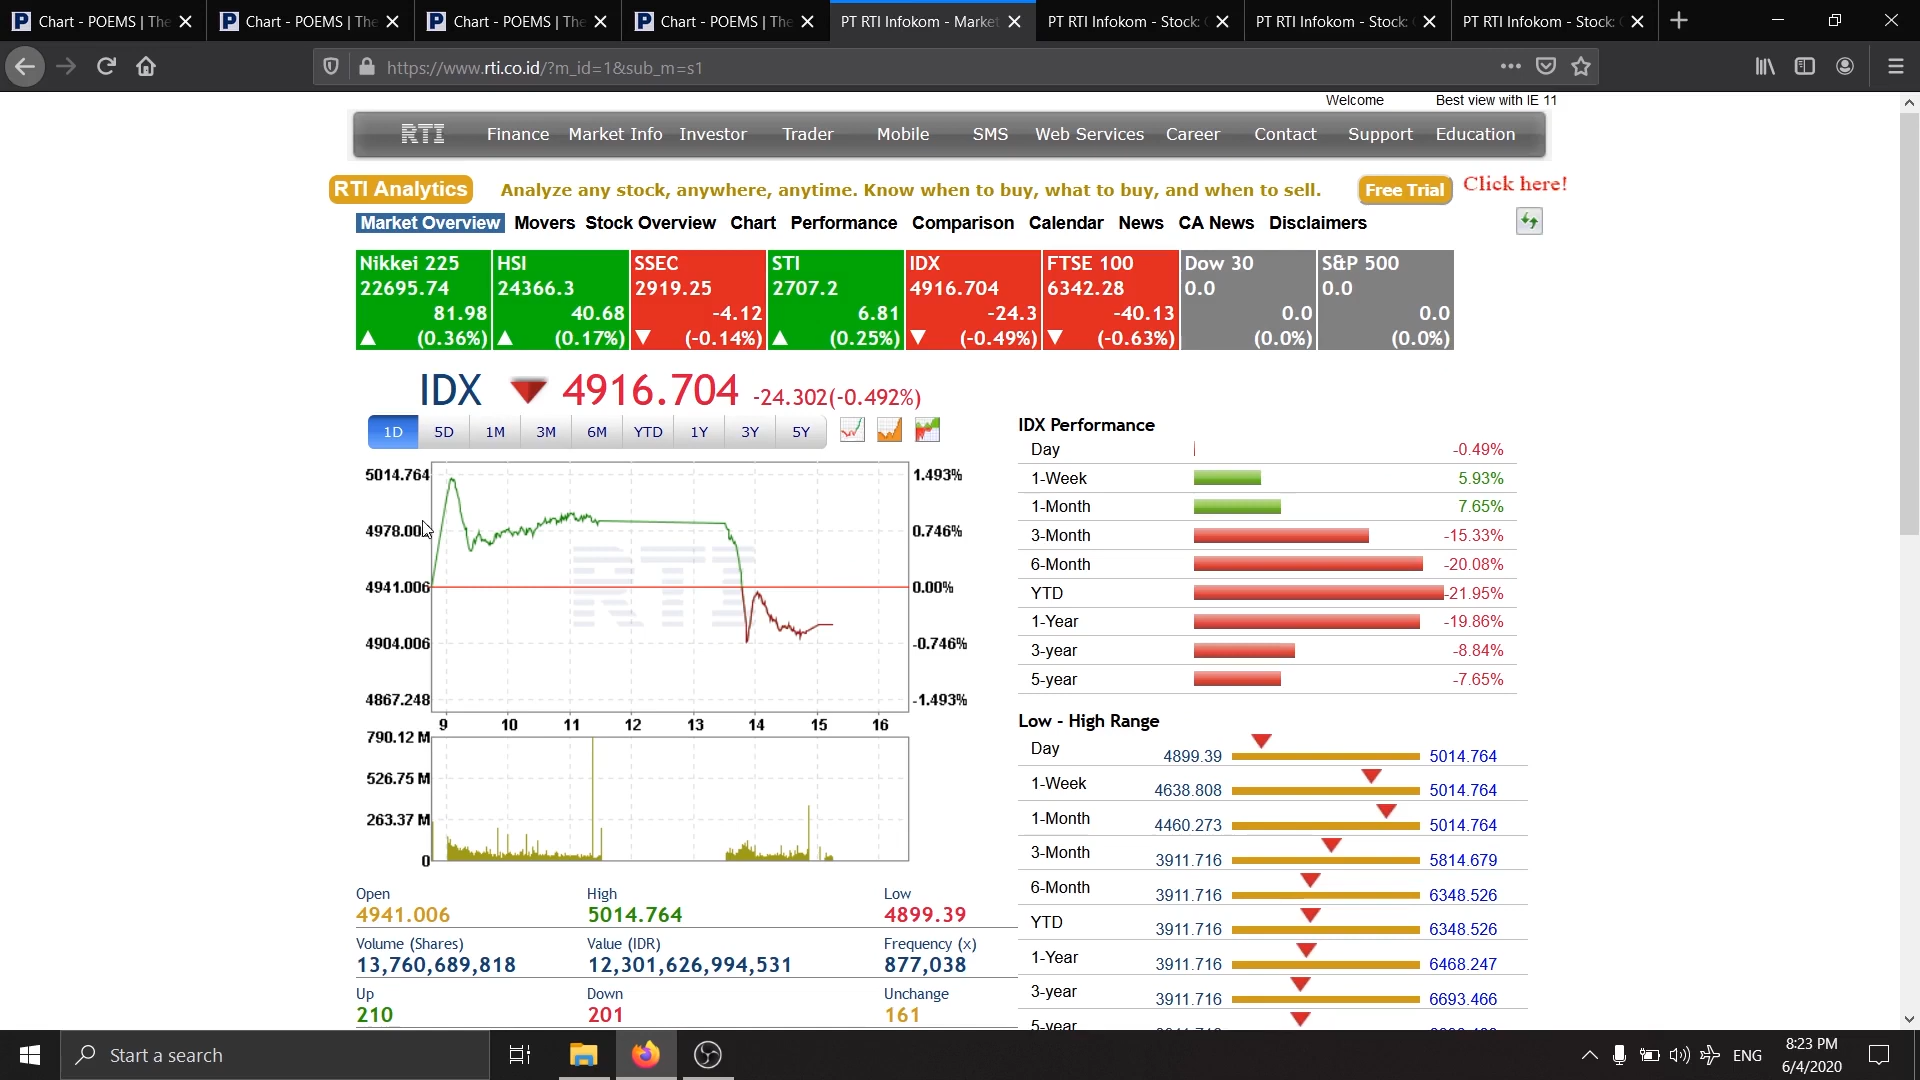 Chart - POEMS | The
Chart - POEMS | The
Chart - POEMS | The
Chart - POEMS | The
PT RTI Infokom - Market
PT RTI Infokom - Stock:
PT RTI Infokom - Stock:
PT RTI Infokom - Stock:
https://www.rti.co.id/?m_id=1&sub_m=s1
Welcome Best view with IE 11
RTI Finance Market Info Investor Trader Mobile SMS Web Services Career Contact Support Education
RTI Analytics Analyze any stock, anywhere, anytime. Know when to buy, what to buy, and when to sell. Free Trial Click here!
Market Overview Movers Stock Overview Chart Performance Comparison Calendar News CA News Disclaimers
Nikkei 225 HSI SSEC STI IDX FTSE 100 Dow 30 S&P 500
22695.74 24366.3 2919.25 2707.2 4916.704 6342.28 0.0 0.0
81.98 40.68 -4.12 6.81 -24.3 -40.13 0.0 0.0
(0.36%) (0.17%) (-0.14%) (0.25%) (-0.49%) (-0.63%) (0.0%) (0.0%)
IDX 4916.704 -24.302(-0.492%)
1D 5D 1M 3M 6M YTD 1Y 3Y 5Y
5014.764 1.493%
4978.00 0.746%
4941.006 0.00%
4904.006 -0.746%
4867.248 -1.493%
RTI
9 10 11 12 13 14 15 16
790.12 M
526.75 M
263.37 M
0
Open High Low
4941.006 5014.764 4899.39
Volume (Shares) Value (IDR) Frequency (x)
13,760,689,818 12,301,626,994,531 877,038
Up Down Unchange
210 201 161
IDX Performance
Day -0.49%
1-Week 5.93%
1-Month 7.65%
3-Month -15.33%
6-Month -20.08%
YTD -21.95%
1-Year -19.86%
3-year -8.84%
5-year -7.65%
Low - High Range
Day 4899.39 5014.764
1-Week 4638.808 5014.764
1-Month 4460.273 5014.764
3-Month 3911.716 5814.679
6-Month 3911.716 6348.526
YTD 3911.716 6348.526
1-Year 3911.716 6468.247
3-year 3911.716 6693.466
5-year
Start a search
ENG
8:23 PM
6/4/2020